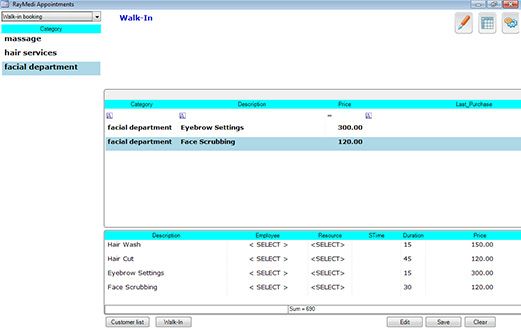 RayMedi Appointments
Walk-in booking
Walk-In
Category
massage
hair services
facial department
Category Description Price Last_Purchase
=
facial department Eyebrow Settings 300.00
facial department Face Scrubbing 120.00
Description Employee Resource STime Duration Price
Hair Wash < SELECT > <SELECT> 15 150.00
Hair Cut < SELECT > <SELECT> 45 120.00
Eyebrow Settings < SELECT > <SELECT> 15 300.00
Face Scrubbing < SELECT > <SELECT> 30 120.00
Sum = 690
Customer list Walk-In Edit Save Clear